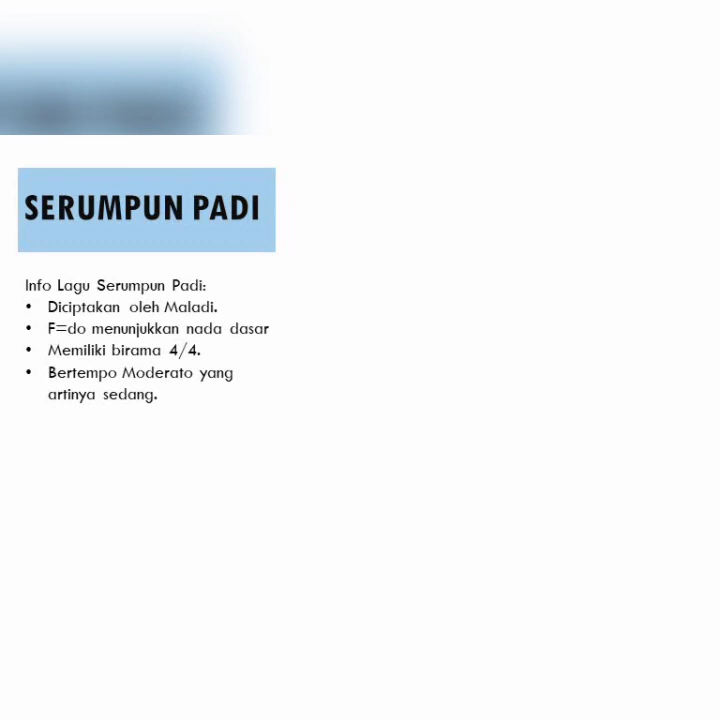 SERUMPUN PADI
Info Lagu Serumpun Padi:
• Diciptakan oleh Maladi.
• F=do menunjukkan nada dasar
• Memiliki birama 4/4.
• Bertempo Moderato yang
artinya sedang.